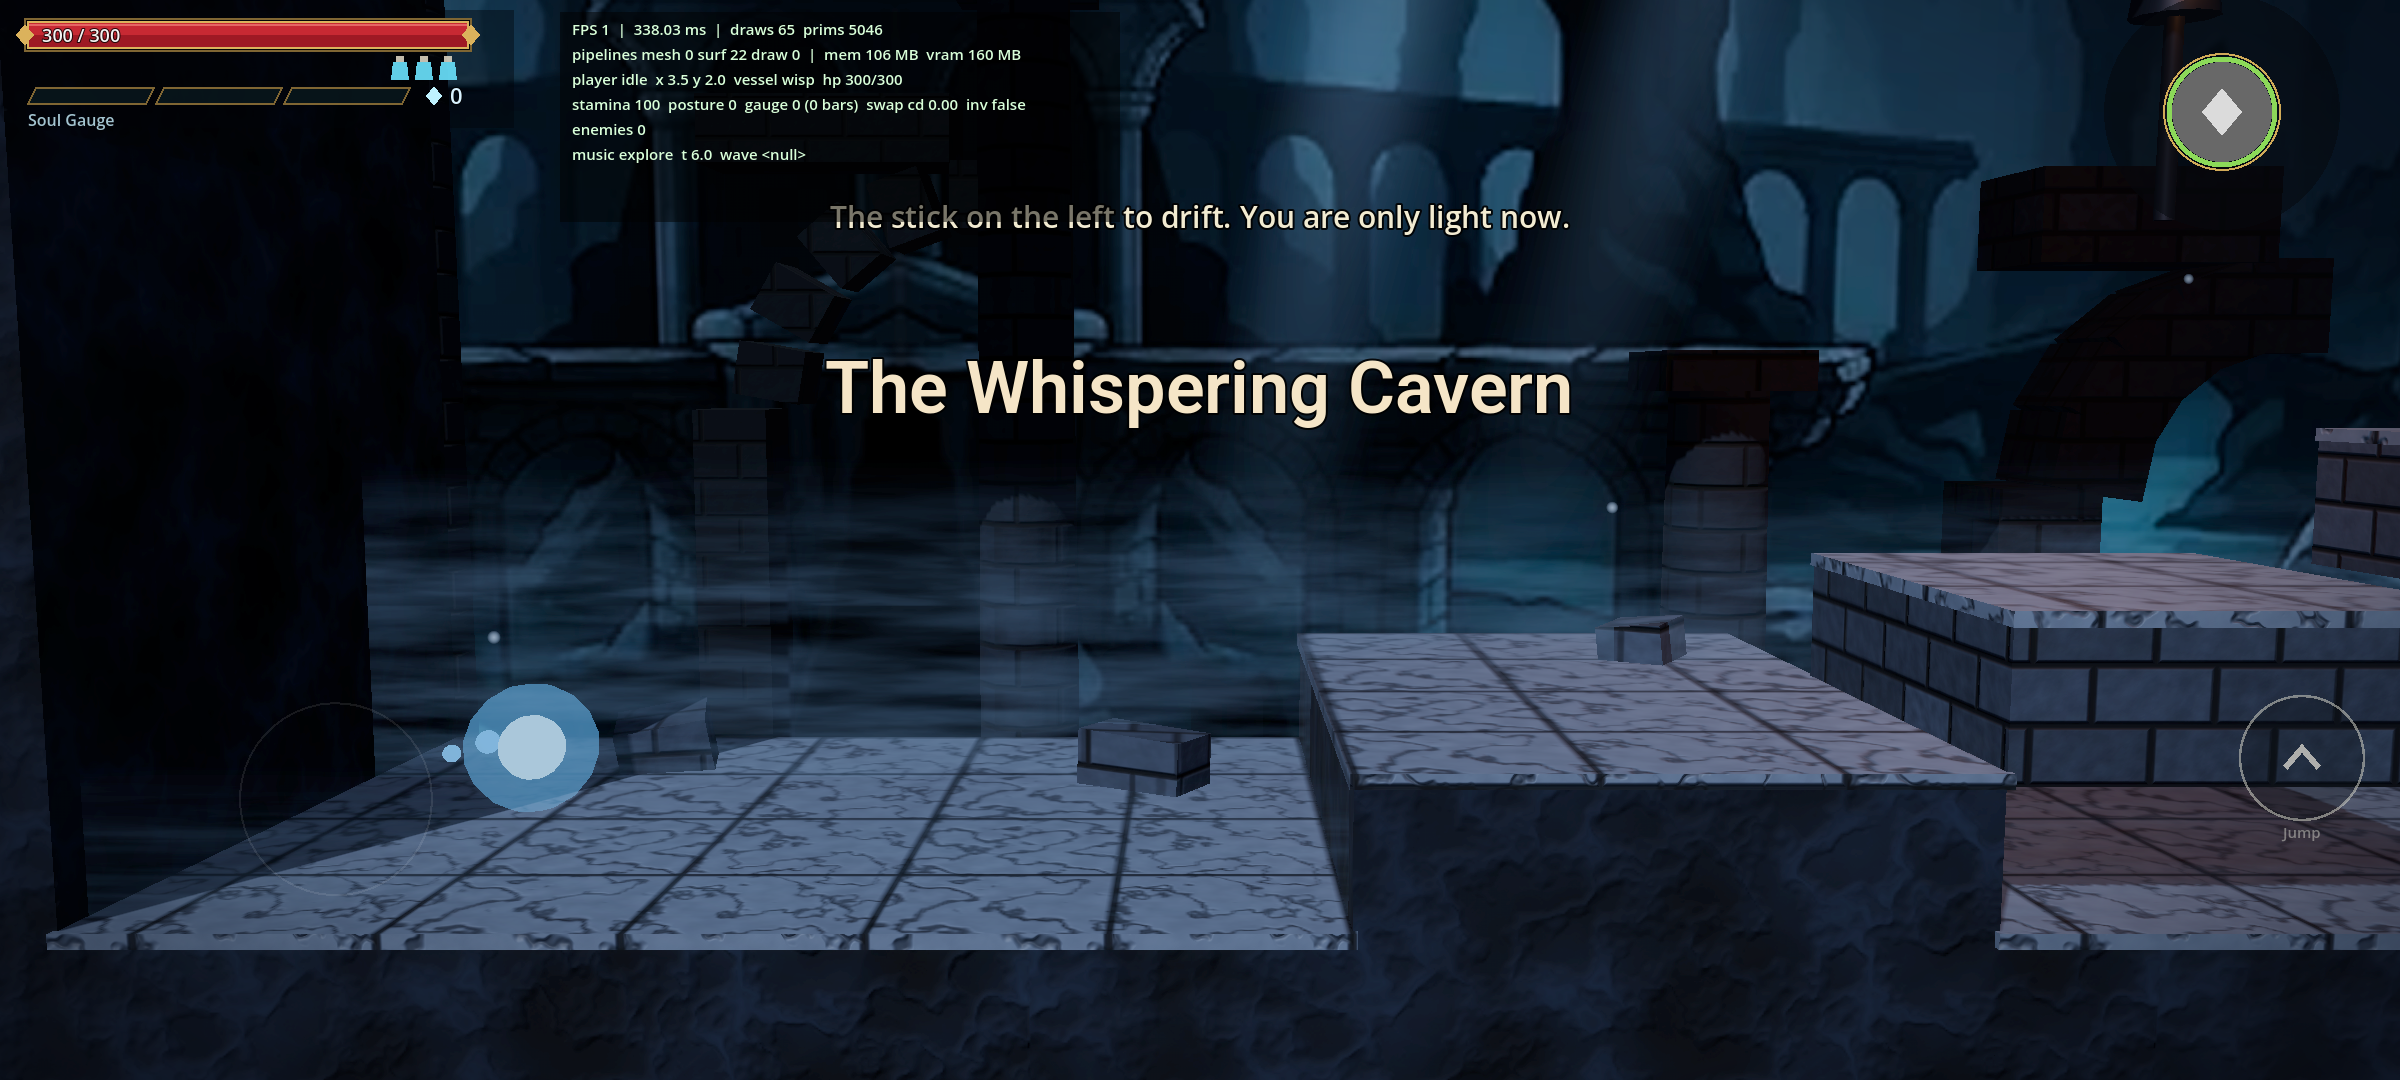 300 / 300
0
Soul Gauge
FPS 1 | 338.03 ms | draws 65 prims 5046
pipelines mesh 0 surf 22 draw 0 | mem 106 MB vram 160 MB
player idle x 3.5 y 2.0 vessel wisp hp 300/300
stamina 100 posture 0 gauge 0 (0 bars) swap cd 0.00 inv false
enemies 0
music explore t 6.0 wave <null>
The stick on the left to drift. You are only light now.
The Whispering Cavern
Jump